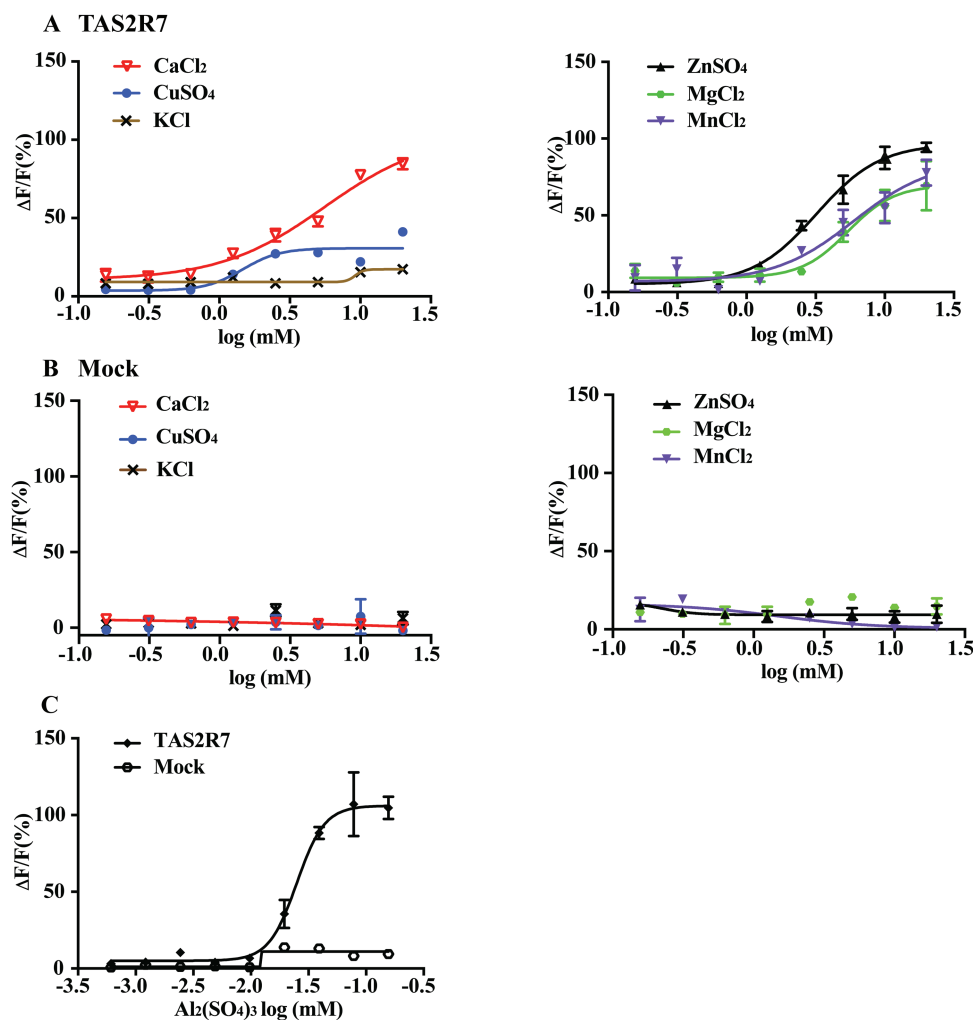 A TAS2R7
150
100
50
0
ΔF/F(%)
CaCl₂
CuSO₄
KCl
-1.0 -0.5 0.0 0.5 1.0 1.5
log (mM)
150
100
50
0
ΔF/F(%)
ZnSO₄
MgCl₂
MnCl₂
-1.0 -0.5 0.0 0.5 1.0 1.5
log (mM)
B Mock
150
100
50
0
ΔF/F(%)
CaCl₂
CuSO₄
KCl
-1.0 -0.5 0.0 0.5 1.0 1.5
log (mM)
150
100
50
0
ΔF/F(%)
ZnSO₄
MgCl₂
MnCl₂
-1.0 -0.5 0.0 0.5 1.0 1.5
log (mM)
C
150
100
50
0
ΔF/F(%)
TAS2R7
Mock
-3.5 -3.0 -2.5 -2.0 -1.5 -1.0 -0.5
Al₂(SO₄)₃ log (mM)